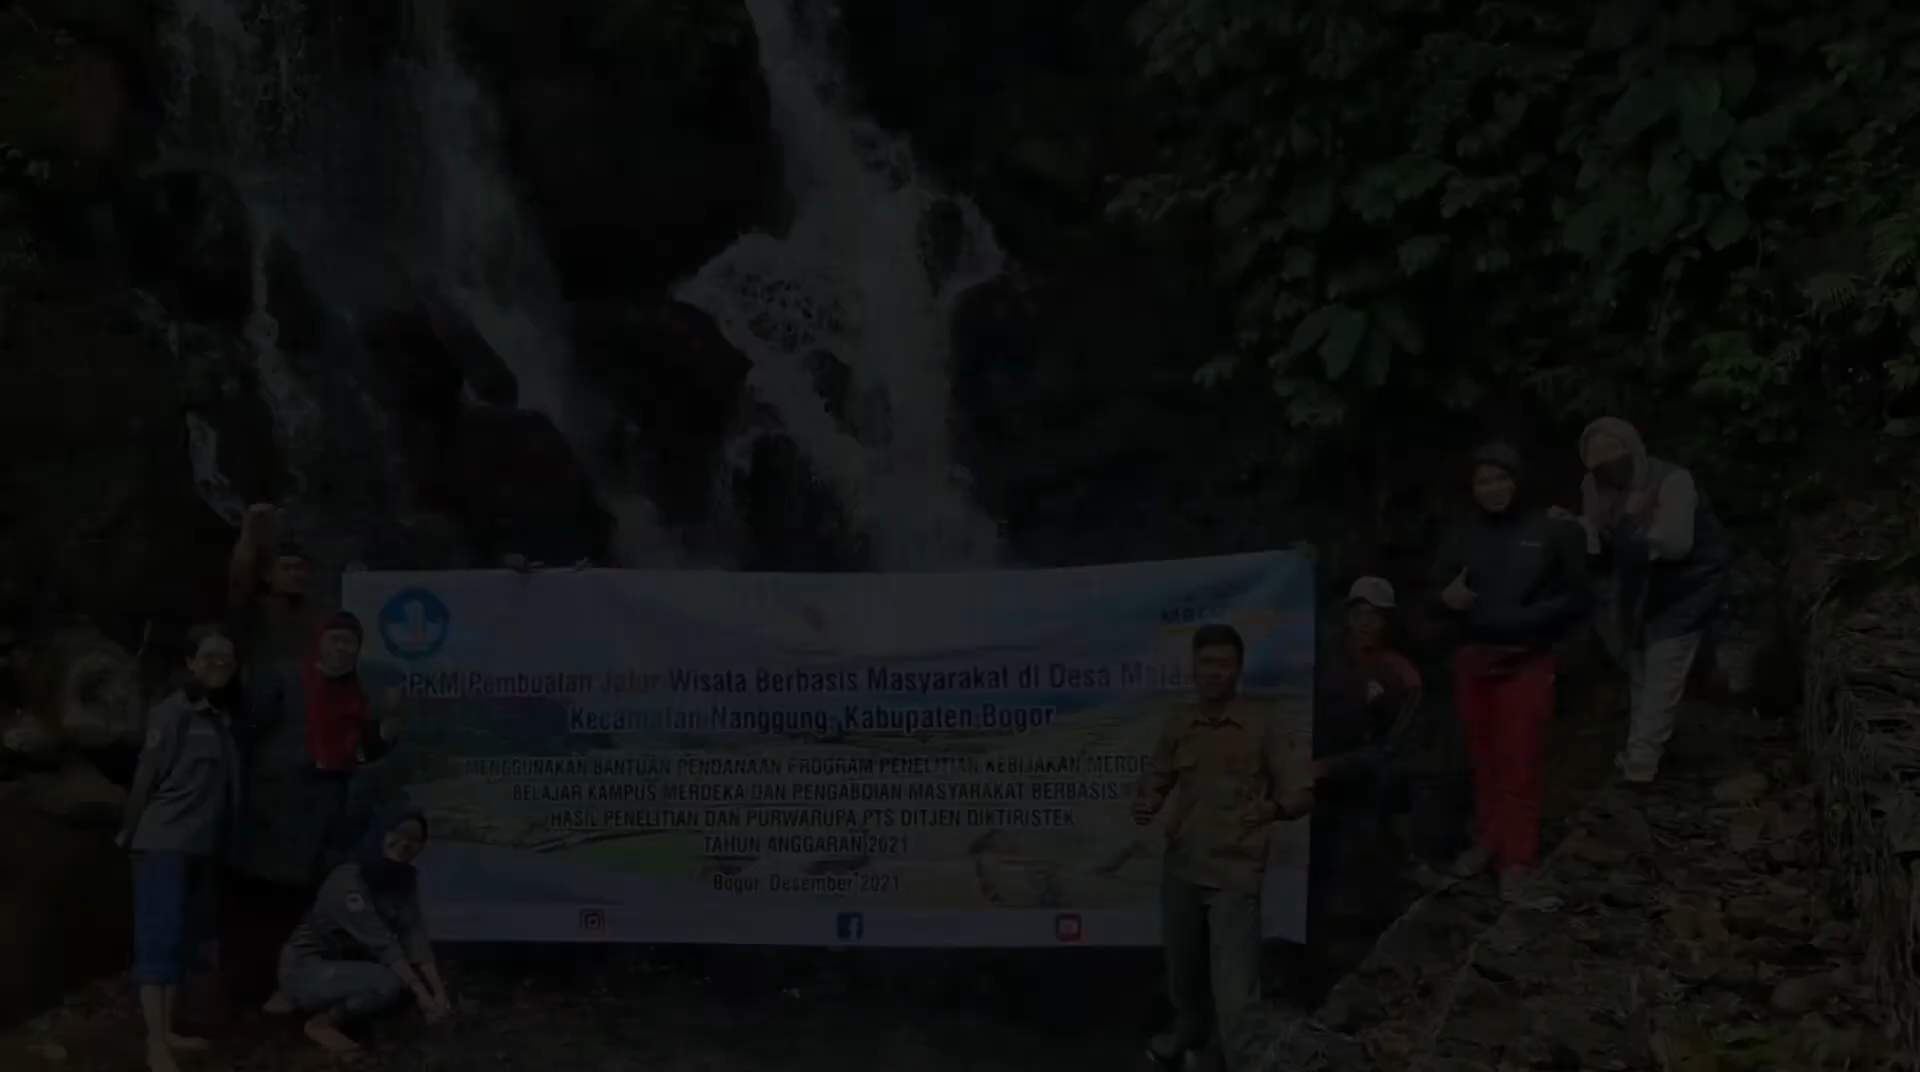 PKM Pembuatan Jalur Wisata Berbasis Masyarakat di Desa
Kecamatan Nanggung, Kabupaten Bogor
MENGGUNAKAN BANTUAN PENDANAAN PROGRAM PENELITIAN KEBIJAKAN
BELAJAR KAMPUS MERDEKA DAN PENGABDIAN MASYARAKAT BERBASIS
HASIL PENELITIAN DAN PURWARUPA PTS DITJEN DIKTIRISTEK
TAHUN ANGGARAN 2021
Bogor, Desember 2021